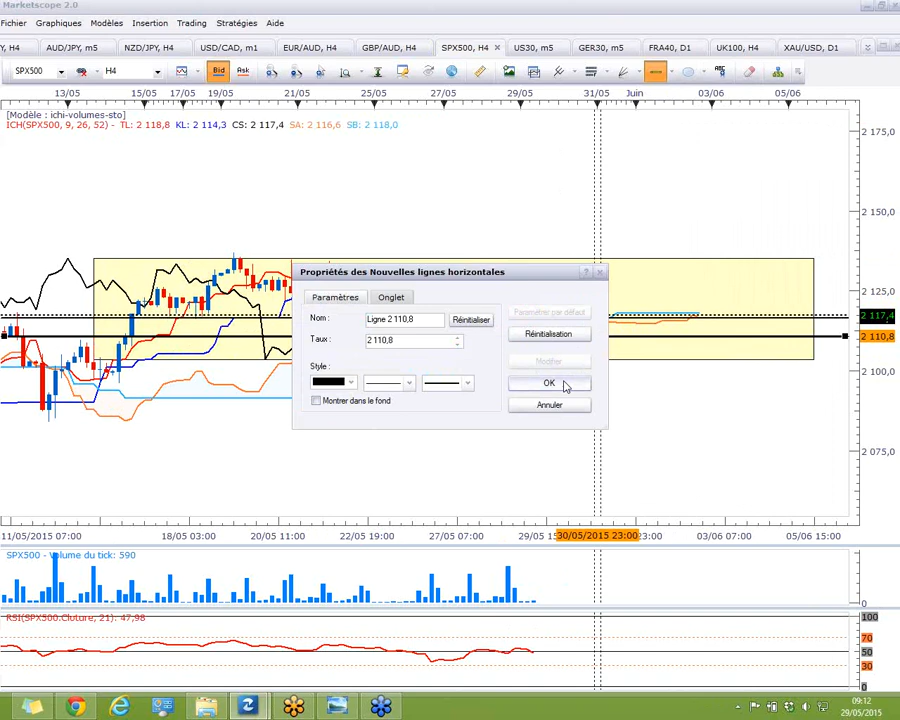 Marketscope 2.0
Fichier Graphiques Modèles Insertion Trading Stratégies Aide
Y, H4 AUD/JPY, m5 NZD/JPY, H4 USD/CAD, m1 EUR/AUD, H4 GBP/AUD, H4 SPX500, H4 US30, m5 GER30, m5 FRA40, D1 UK100, H4 XAU/USD, D1
SPX500 H4 Bid Ask ABC
13/05 15/05 17/05 19/05 21/05 25/05 27/05 29/05 31/05 Juin 03/06 05/06
[Modèle : ichi-volumes-sto]
ICH(SPX500, 9, 26, 52) - TL: 2 118,8 KL: 2 114,3 CS: 2 117,4 SA: 2 116,6 SB: 2 118,0
2 175,0
2 150,0
2 125,0
2 117,4
2 110,8
2 100,0
2 075,0
Propriétés des Nouvelles lignes horizontales
Paramètres Onglet
Nom : Ligne 2 110,8 Réinitialiser
Taux : 2 110,8
Style :
Montrer dans le fond
Paramétrer par défaut
Réinitialisation
Modifier
OK
Annuler
11/05/2015 07:00 18/05 03:00 20/05 11:00 22/05 19:00 27/05 07:00 29/05 15: 30/05/2015 23:00 23:00 03/06 07:00 05/06 15:00
SPX500 - Volume du tick: 590
0
RSI(SPX500.Cloture, 21): 47,98
100
70
50
30
0
09:12
29/05/2015